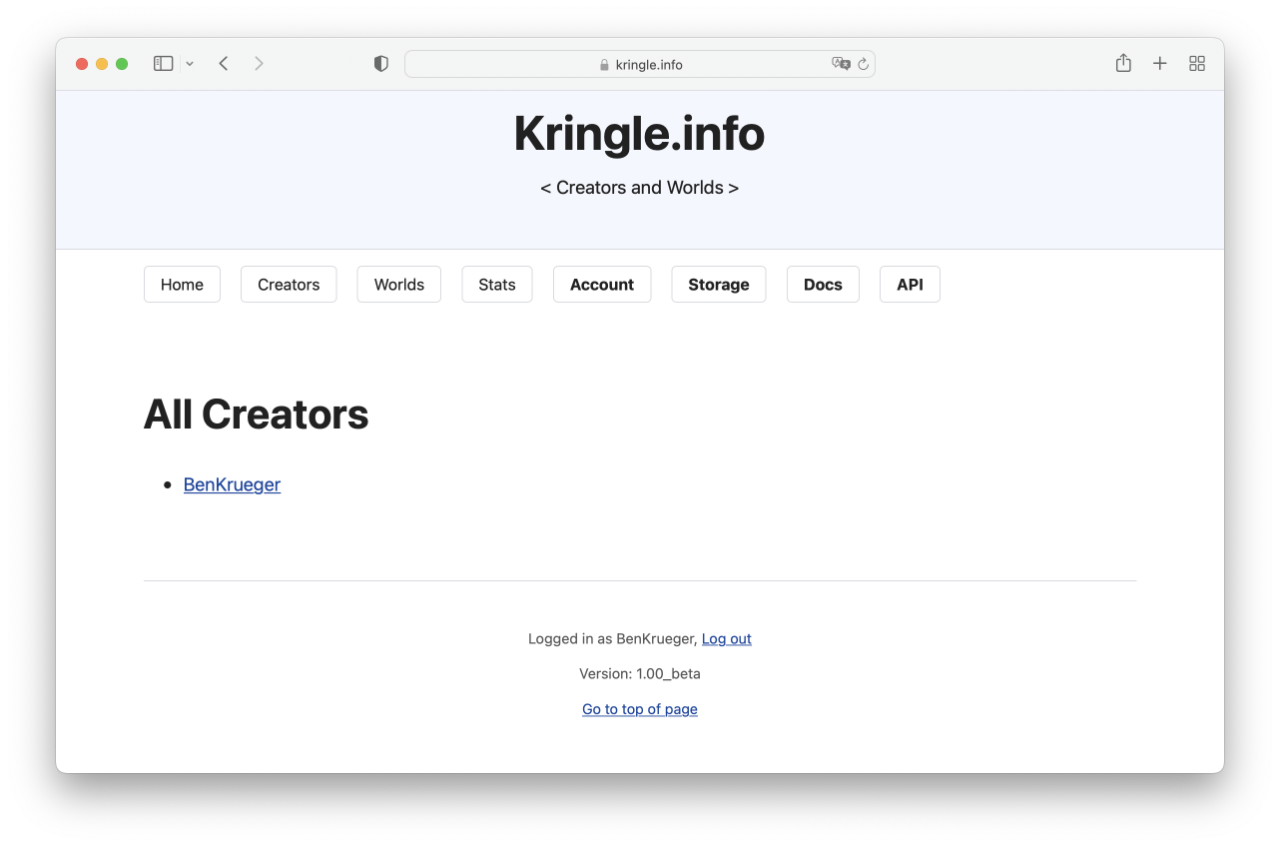 kringle.info
Kringle.info
< Creators and Worlds >
Home Creators Worlds Stats Account Storage Docs API
All Creators
• BenKrueger
Logged in as BenKrueger, Log out
Version: 1.00_beta
Go to top of page